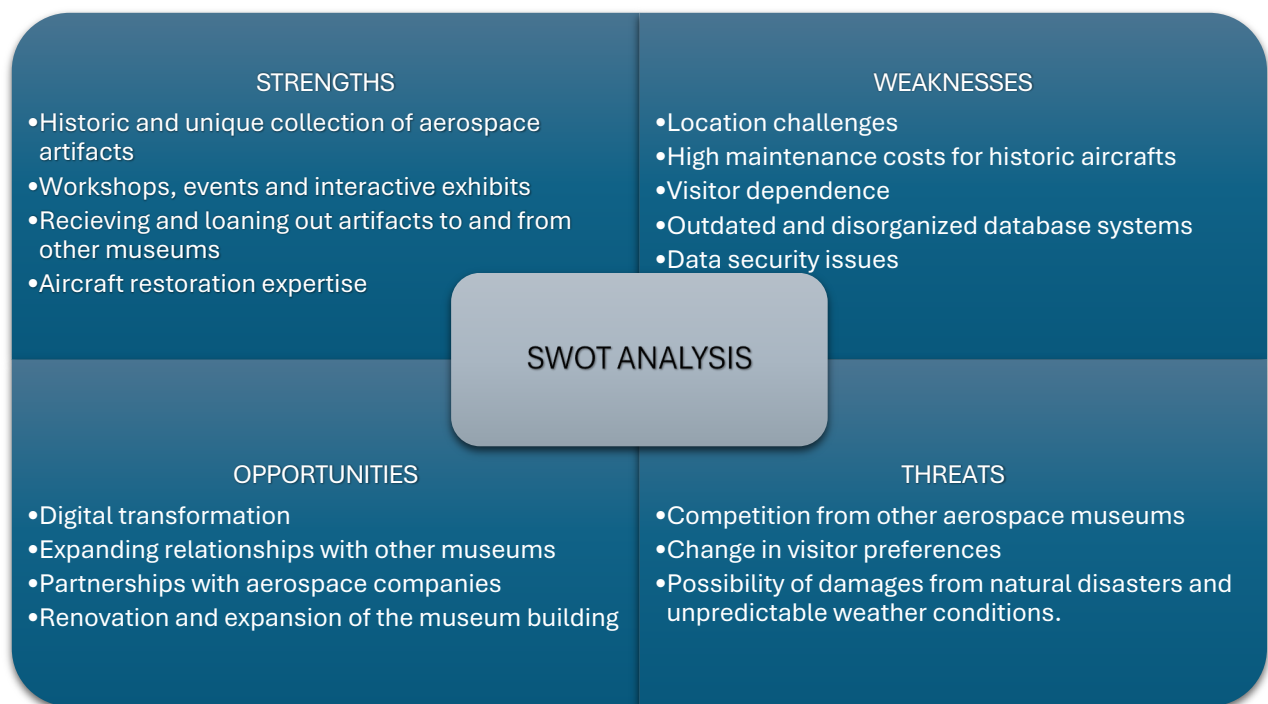 STRENGTHS
•Historic and unique collection of aerospace
artifacts
•Workshops, events and interactive exhibits
•Recieving and loaning out artifacts to and from
other museums
•Aircraft restoration expertise
WEAKNESSES
•Location challenges
•High maintenance costs for historic aircrafts
•Visitor dependence
•Outdated and disorganized database systems
•Data security issues
SWOT ANALYSIS
OPPORTUNITIES
•Digital transformation
•Expanding relationships with other museums
•Partnerships with aerospace companies
•Renovation and expansion of the museum building
THREATS
•Competition from other aerospace museums
•Change in visitor preferences
•Possibility of damages from natural disasters and
unpredictable weather conditions.